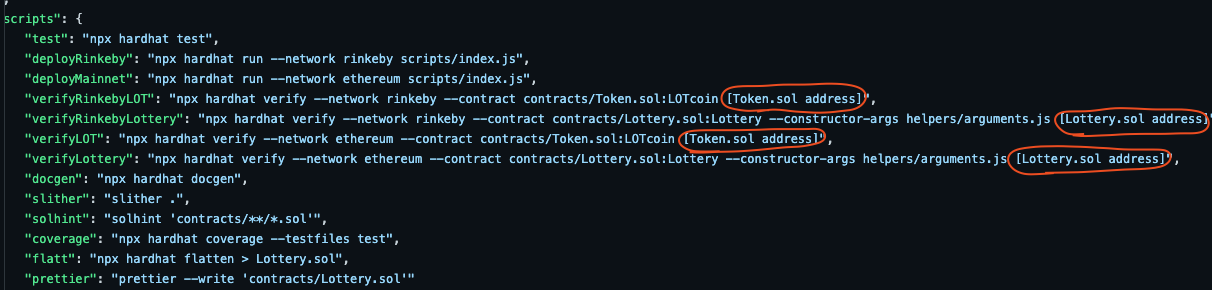 scripts": {
"test": "npx hardhat test",
"deployRinkeby": "npx hardhat run --network rinkeby scripts/index.js",
"deployMainnet": "npx hardhat run --network ethereum scripts/index.js",
"verifyRinkebyLOT": "npx hardhat verify --network rinkeby --contract contracts/Token.sol:LOTcoin [Token.sol address]",
"verifyRinkebyLottery": "npx hardhat verify --network rinkeby --contract contracts/Lottery.sol:Lottery --constructor-args helpers/arguments.js [Lottery.sol address]"
"verifyLOT": "npx hardhat verify --network ethereum --contract contracts/Token.sol:LOTcoin [Token.sol address]",
"verifyLottery": "npx hardhat verify --network ethereum --contract contracts/Lottery.sol:Lottery --constructor-args helpers/arguments.js [Lottery.sol address]",
"docgen": "npx hardhat docgen",
"slither": "slither .",
"solhint": "solhint 'contracts/**/*.sol'",
"coverage": "npx hardhat coverage --testfiles test",
"flatt": "npx hardhat flatten > Lottery.sol",
"prettier": "prettier --write 'contracts/Lottery.sol'"